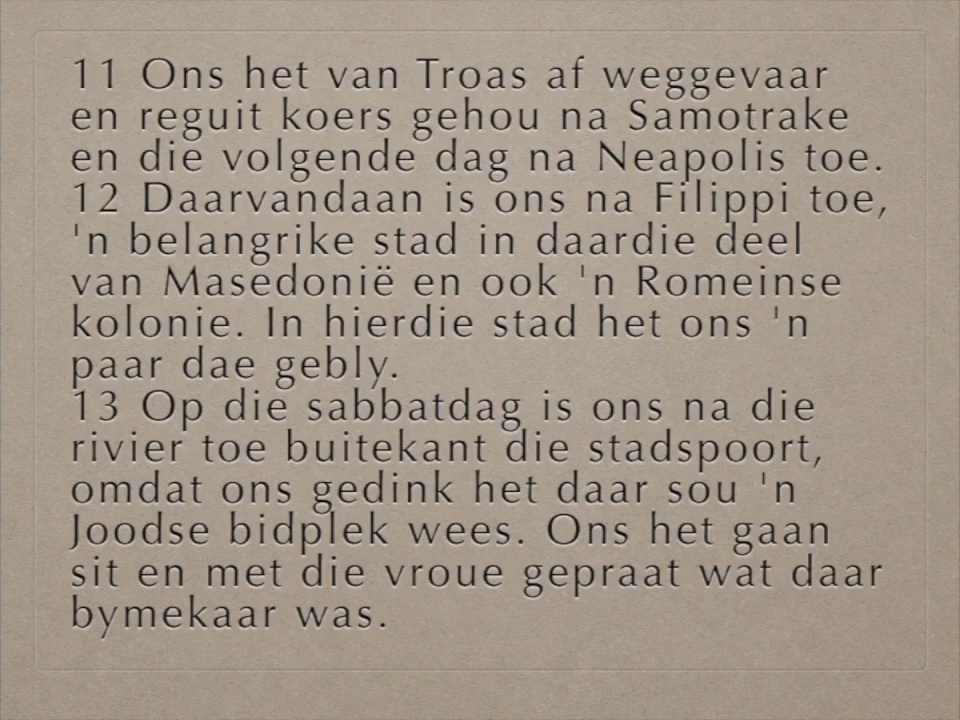 11 Ons het van Troas af weggevaar
en reguit koers gehou na Samotrake
en die volgende dag na Neapolis toe.
12 Daarvandaan is ons na Filippi toe,
'n belangrike stad in daardie deel
van Masedonië en ook 'n Romeinse
kolonie. In hierdie stad het ons 'n
paar dae gebly.
13 Op die sabbatdag is ons na die
rivier toe buitekant die stadspoort,
omdat ons gedink het daar sou 'n
Joodse bidplek wees. Ons het gaan
sit en met die vroue gepraat wat daar
bymekaar was.